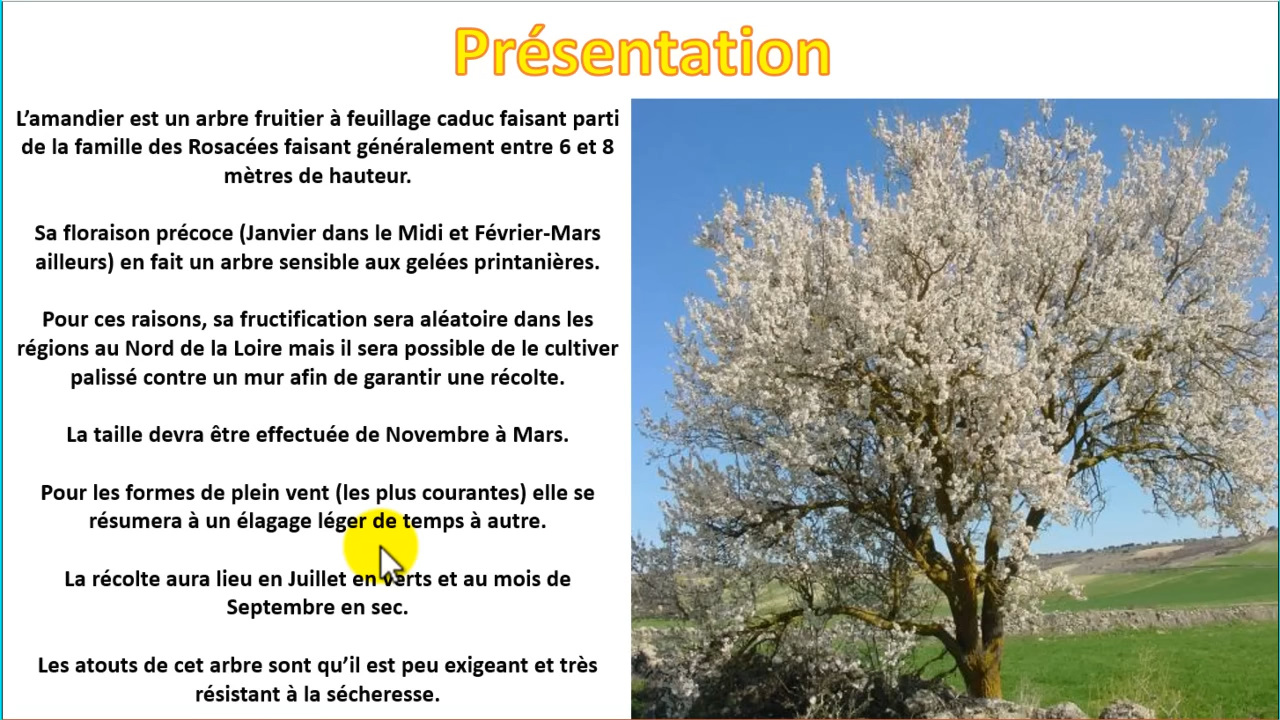 Présentation
L’amandier est un arbre fruitier à feuillage caduc faisant parti
de la famille des Rosacées faisant généralement entre 6 et 8
mètres de hauteur.
Sa floraison précoce (Janvier dans le Midi et Février-Mars
ailleurs) en fait un arbre sensible aux gelées printanières.
Pour ces raisons, sa fructification sera aléatoire dans les
régions au Nord de la Loire mais il sera possible de le cultiver
palissé contre un mur afin de garantir une récolte.
La taille devra être effectuée de Novembre à Mars.
Pour les formes de plein vent (les plus courantes) elle se
résumera à un élagage léger de temps à autre.
La récolte aura lieu en Juillet en verts et au mois de
Septembre en sec.
Les atouts de cet arbre sont qu’il est peu exigeant et très
résistant à la sécheresse.